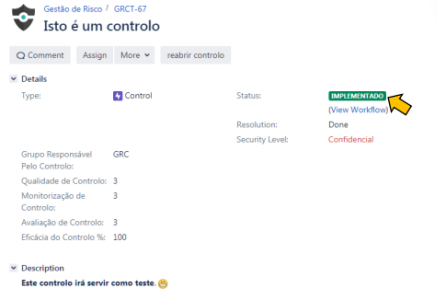 Gestão de Risco / GRCT-67
Isto é um controlo
Comment Assign More reabrir controlo
Details
Type: Control Status: IMPLEMENTADO
(View Workflow)
Resolution: Done
Security Level: Confidencial
Grupo Responsável Pelo Controlo: GRC
Qualidade de Controlo: 3
Monitorização de Controlo: 3
Avaliação de Controlo: 3
Eficácia do Controlo %: 100
Description
Este controlo irá servir como teste.